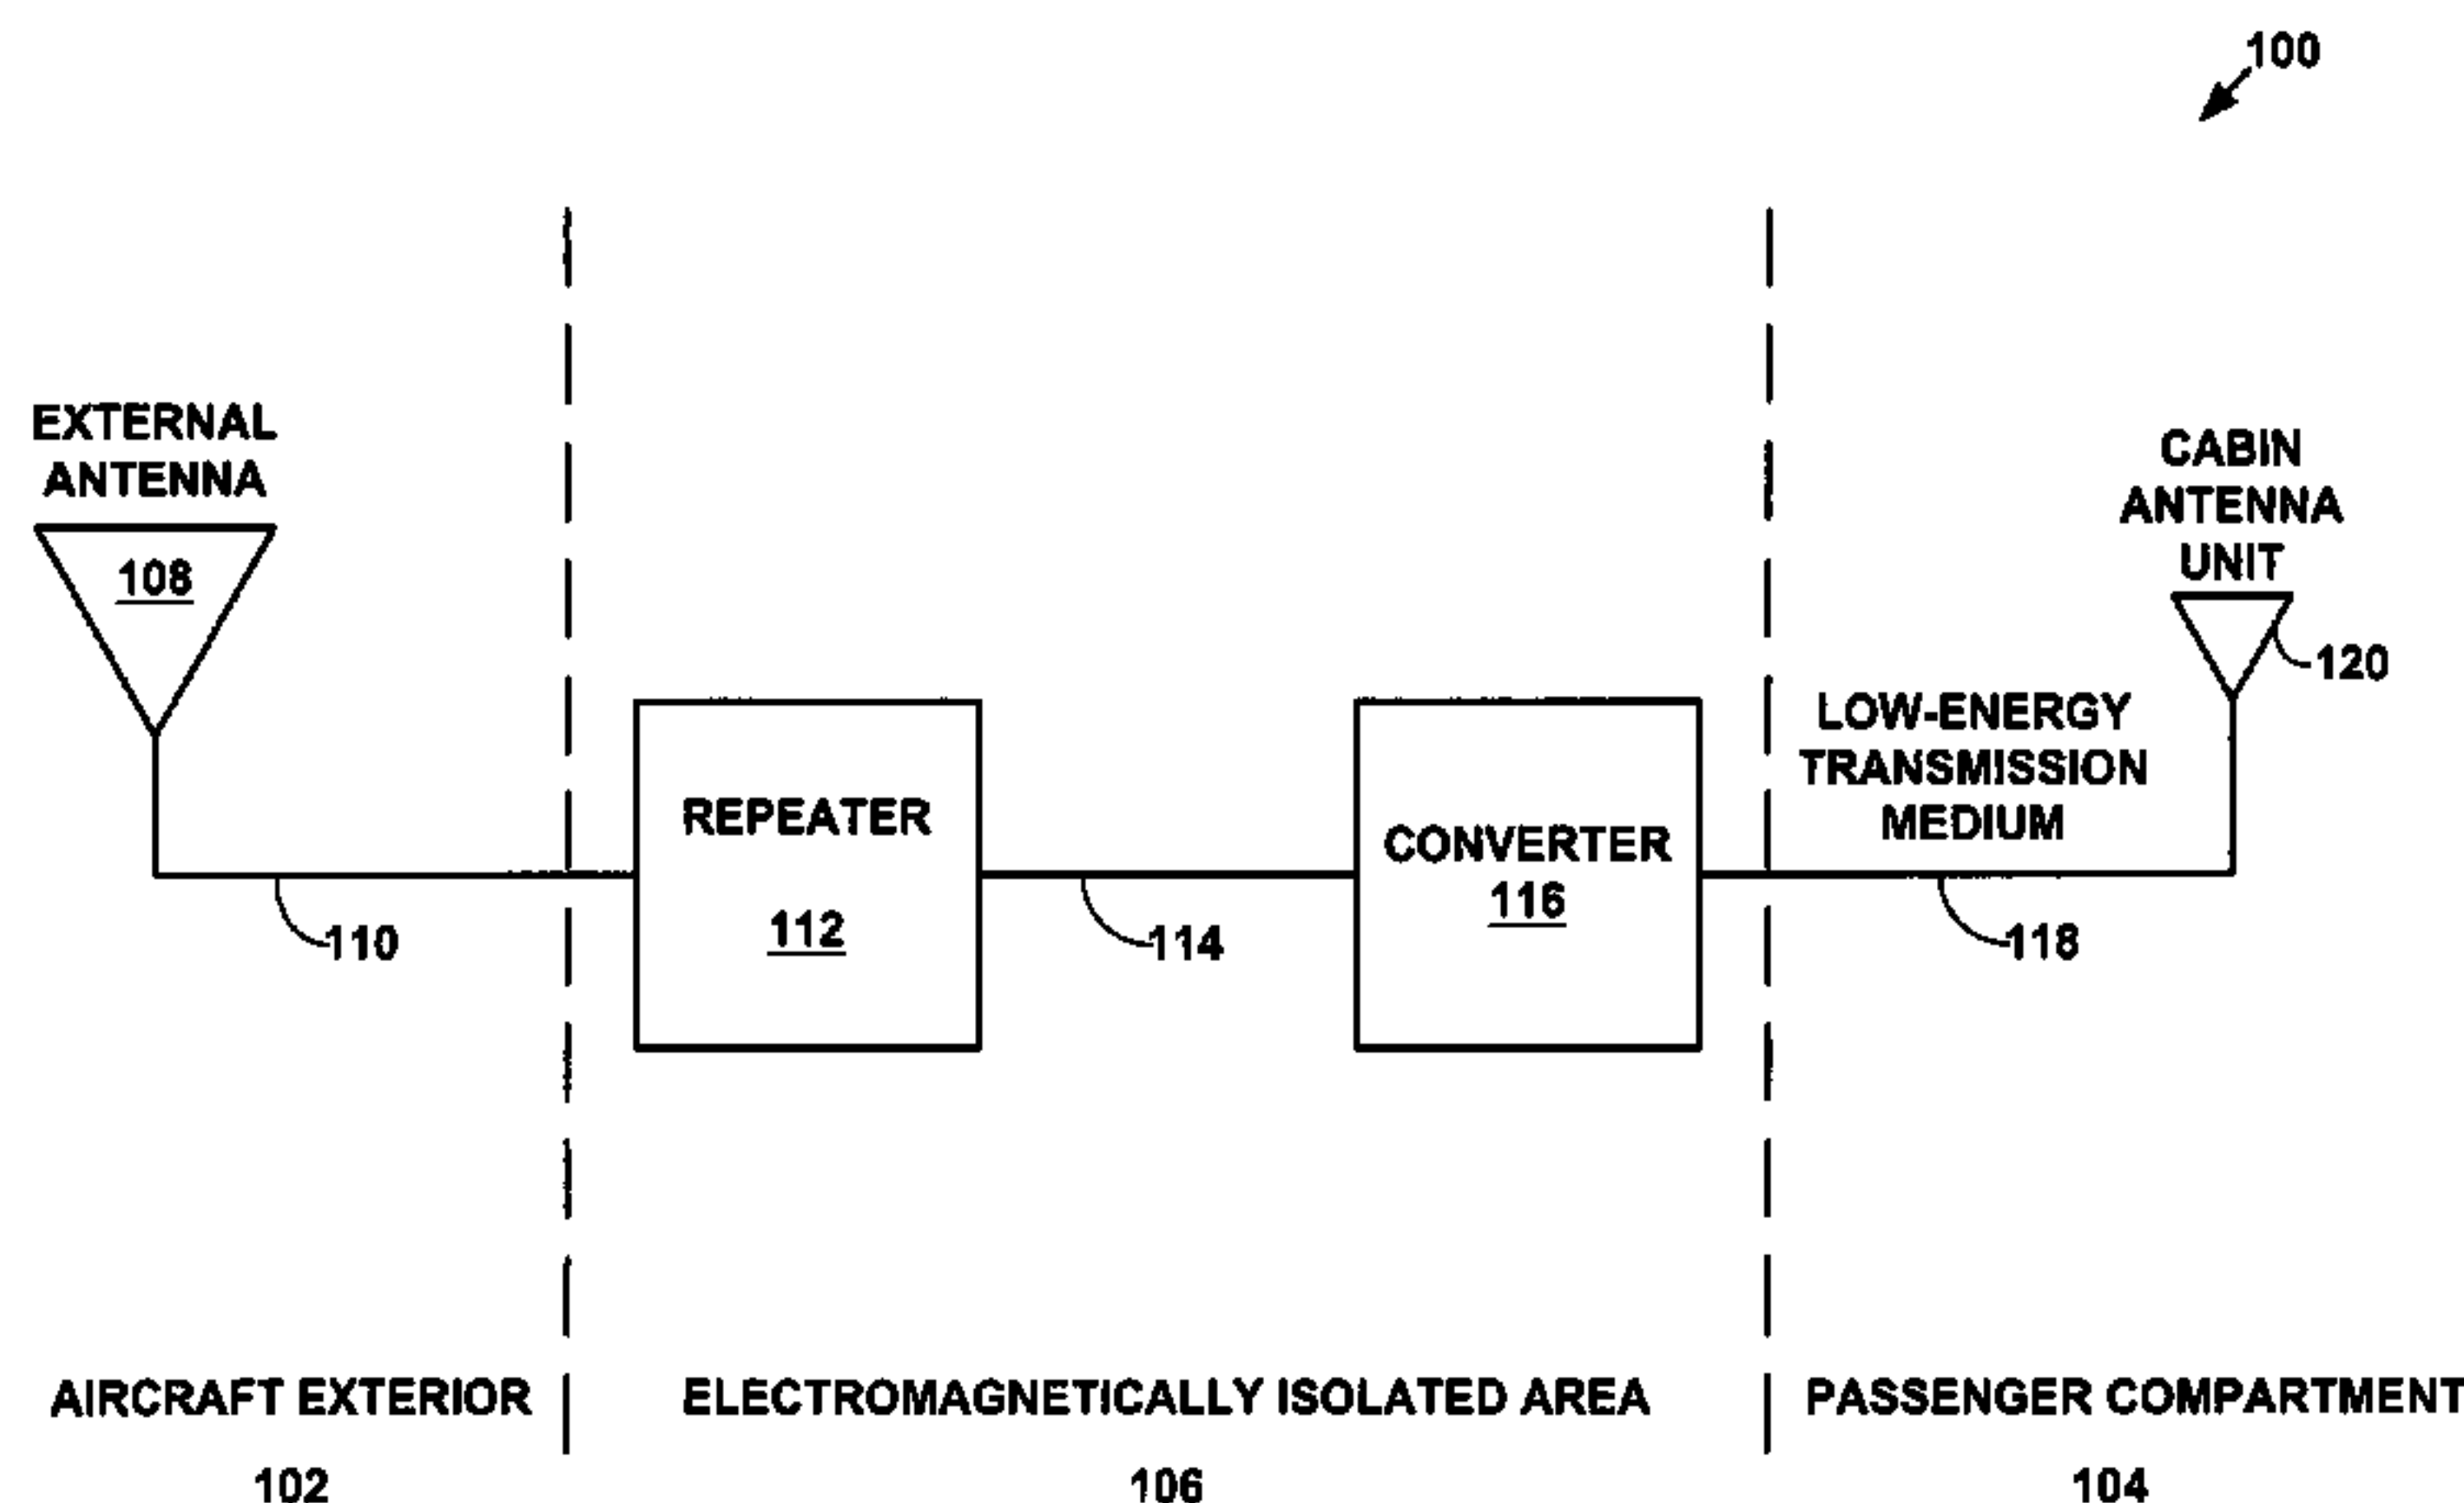 100
EXTERNAL
ANTENNA
108
110
REPEATER
112
114
CONVERTER
116
LOW-ENERGY
TRANSMISSION
MEDIUM
118
CABIN
ANTENNA
UNIT
120
AIRCRAFT EXTERIOR
102
ELECTROMAGNETICALLY ISOLATED AREA
106
PASSENGER COMPARTMENT
104